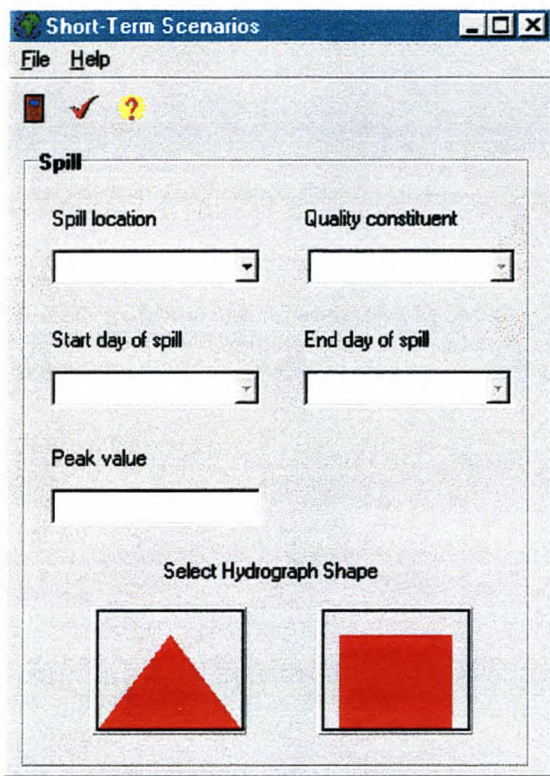 Short-Term Scenarios
File Help
?
Spill
Spill location Quality constituent
Start day of spill End day of spill
Peak value
Select Hydrograph Shape